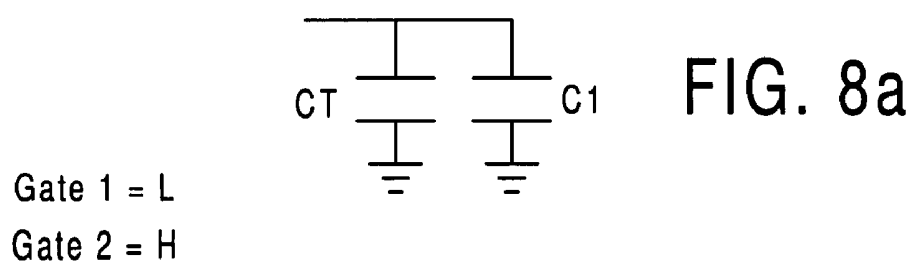 CT
C1
FIG. 8a
Gate 1 = L
Gate 2 = H